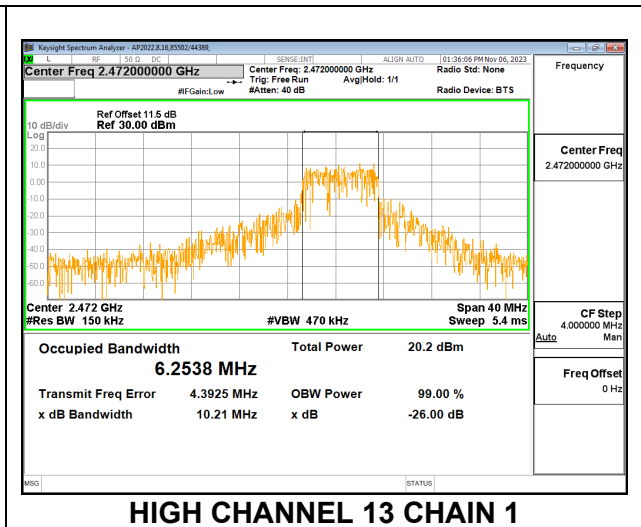 Keysight Spectrum Analyzer - AP2022.8.16,85502/44389,
L RF 50 Ω DC SENSE:INT ALIGN AUTO 01:36:06 PM Nov 06, 2023
Center Freq 2.472000000 GHz
Center Freq: 2.472000000 GHz
Radio Std: None
Trig: Free Run Avg|Hold: 1/1
#IFGain:Low #Atten: 40 dB Radio Device: BTS
Frequency
Ref Offset 11.5 dB
10 dB/div Ref 30.00 dBm
Log
20.0
10.0
0.00
-10.0
-20.0
-30.0
-40.0
-50.0
-60.0
Center 2.472 GHz Span 40 MHz
#Res BW 150 kHz #VBW 470 kHz Sweep 5.4 ms
Center Freq
2.472000000 GHz
CF Step
4.000000 MHz
Auto Man
Freq Offset
0 Hz
Occupied Bandwidth Total Power 20.2 dBm
6.2538 MHz
Transmit Freq Error 4.3925 MHz OBW Power 99.00 %
x dB Bandwidth 10.21 MHz x dB -26.00 dB
MSG STATUS
HIGH CHANNEL 13 CHAIN 1